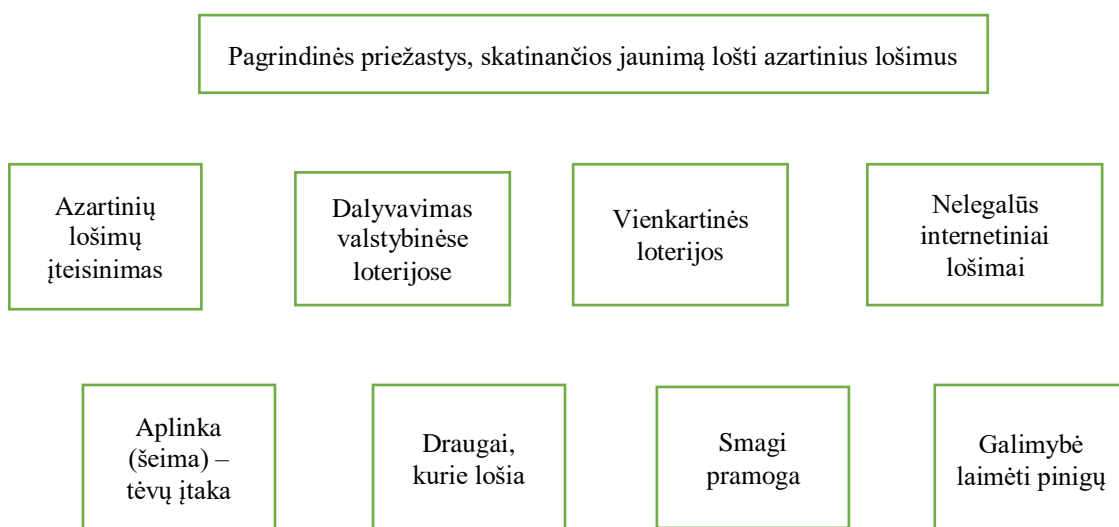 Pagrindinės priežastys, skatinančios jaunimą lošti azartinius lošimus
Azartinių
lošimų
įteisinimas
Dalyvavimas
valstybinėse
loterijose
Vienkartinės
loterijos
Nelegalūs
internetiniai
lošimai
Aplinka
(šeima) –
tėvų įtaka
Draugai,
kurie lošia
Smagi
pramoga
Galimybė
laimėti pinigų